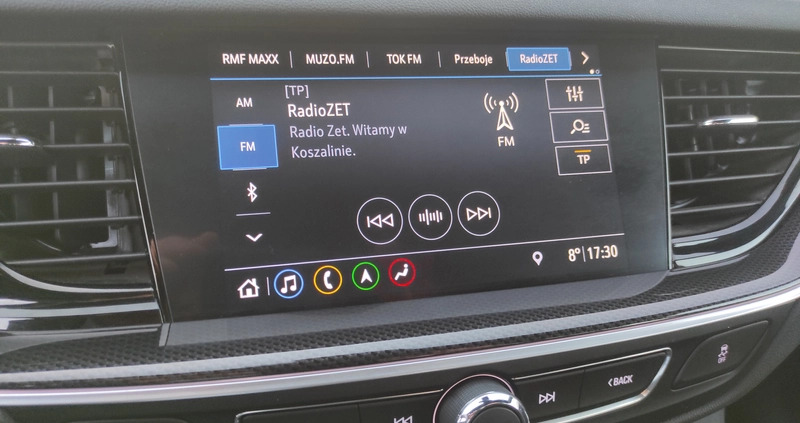 RMF MAXX MUZO.FM TOK FM Przeboje RadioZET
AM
[TP]
RadioZET
FM
Radio Zet. Witamy w
Koszalinie.
FM
TP
8° 17:30
BACK
OFF